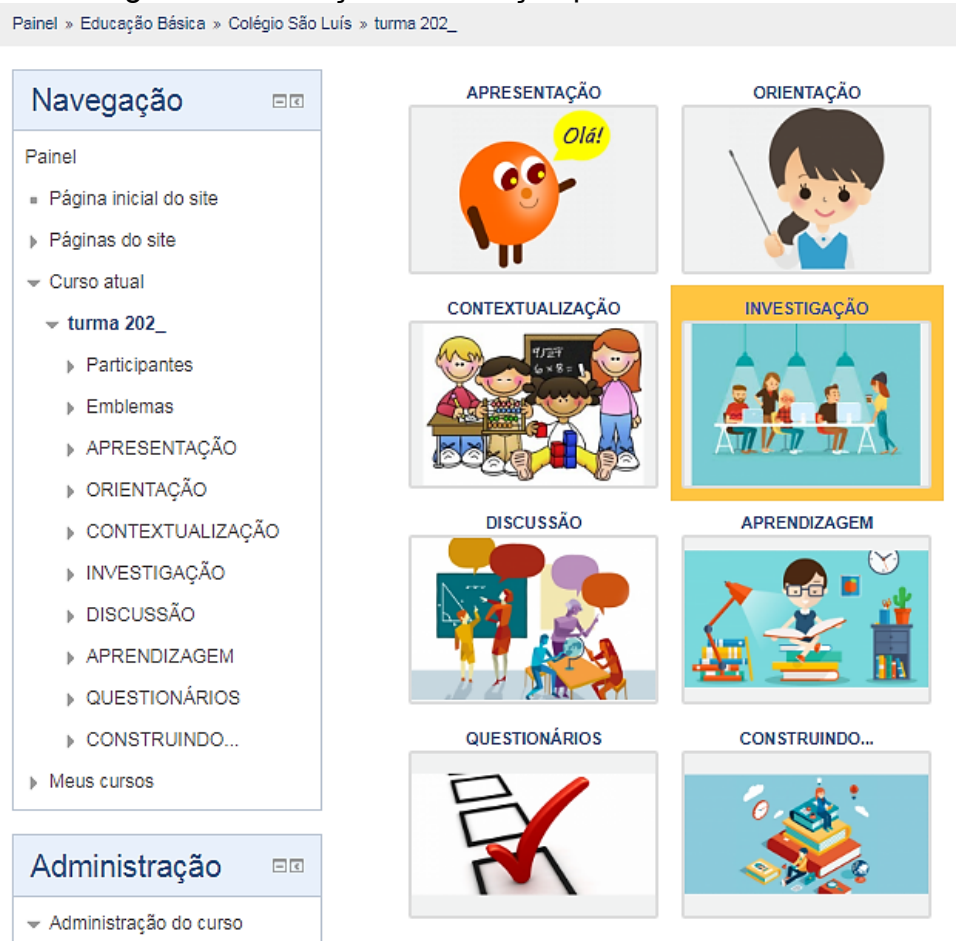 Painel » Educação Básica » Colégio São Luís » turma 202_
Navegação
Painel
Página inicial do site
Páginas do site
Curso atual
turma 202_
Participantes
Emblemas
APRESENTAÇÃO
ORIENTAÇÃO
CONTEXTUALIZAÇÃO
INVESTIGAÇÃO
DISCUSSÃO
APRENDIZAGEM
QUESTIONÁRIOS
CONSTRUINDO...
Meus cursos
Administração
Administração do curso
APRESENTAÇÃO
Olá!
ORIENTAÇÃO
CONTEXTUALIZAÇÃO
6 x 8 =
INVESTIGAÇÃO
DISCUSSÃO
APRENDIZAGEM
QUESTIONÁRIOS
CONSTRUINDO...